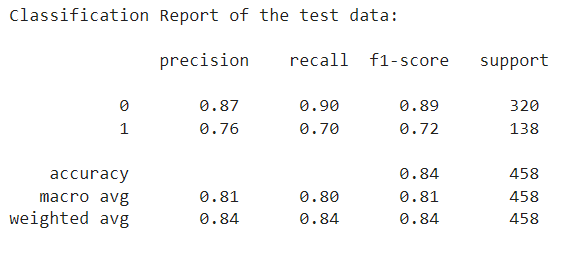 Classification Report of the test data:
precision recall f1-score support
0 0.87 0.90 0.89 320
1 0.76 0.70 0.72 138
accuracy 0.84 458
macro avg 0.81 0.80 0.81 458
weighted avg 0.84 0.84 0.84 458